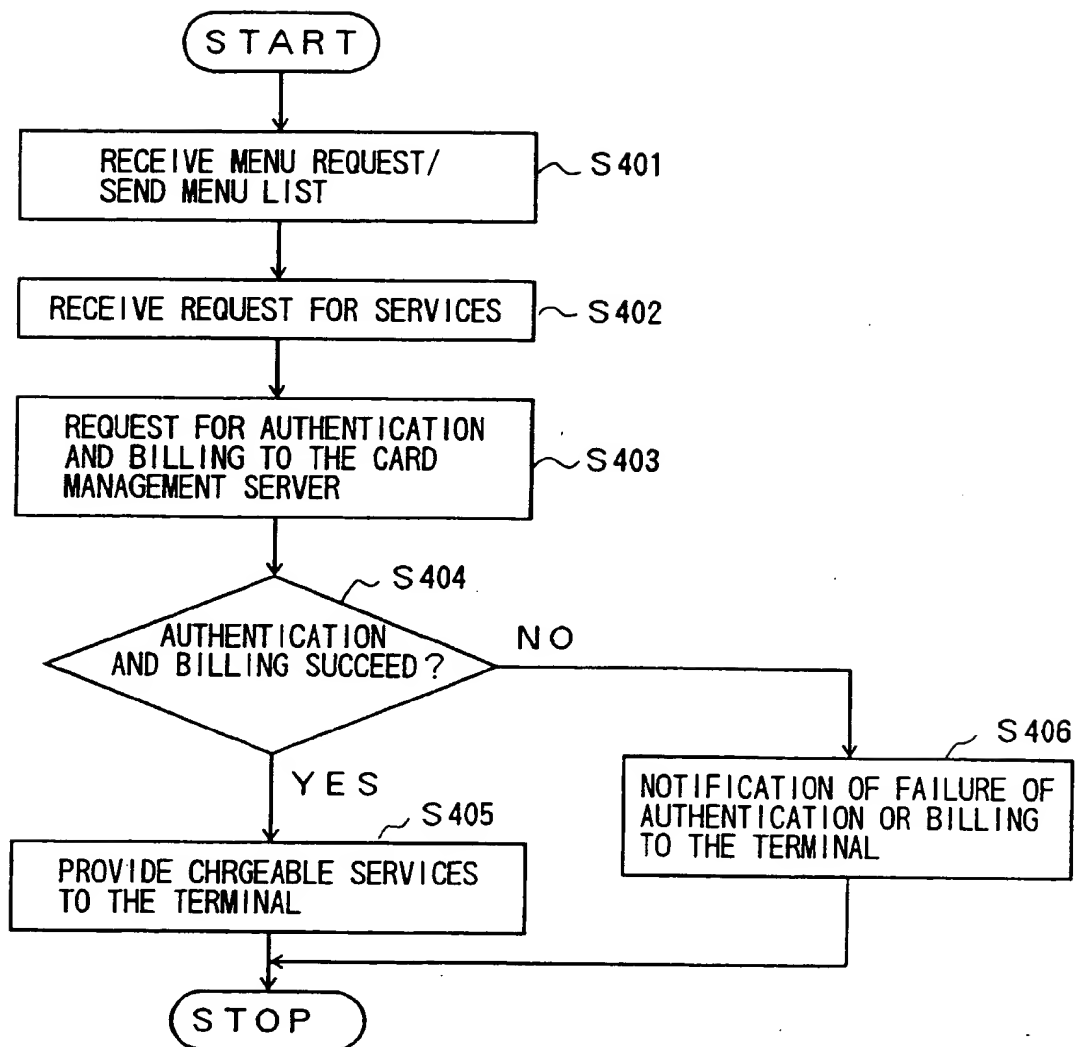 START
RECEIVE MENU REQUEST/
SEND MENU LIST
S401
RECEIVE REQUEST FOR SERVICES
S402
REQUEST FOR AUTHENTICATION
AND BILLING TO THE CARD
MANAGEMENT SERVER
S403
S404
AUTHENTICATION
AND BILLING SUCCEED?
NO
YES
S406
NOTIFICATION OF FAILURE OF
AUTHENTICATION OR BILLING
TO THE TERMINAL
S405
PROVIDE CHRGEABLE SERVICES
TO THE TERMINAL
STOP